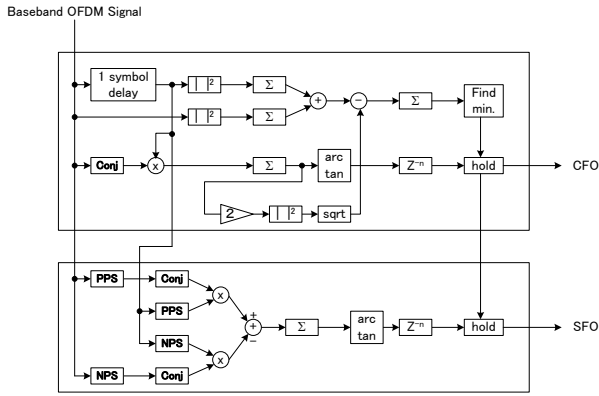 Baseband OFDM Signal
1 symbol
delay
| |²
Σ
Find
min.
+
−
Σ
| |²
Σ
Conj
x
Σ
arc
tan
Z⁻ⁿ
hold
CFO
2
| |²
sqrt
PPS
Conj
x
PPS
+
+
−
Σ
arc
tan
Z⁻ⁿ
hold
SFO
NPS
x
NPS
Conj